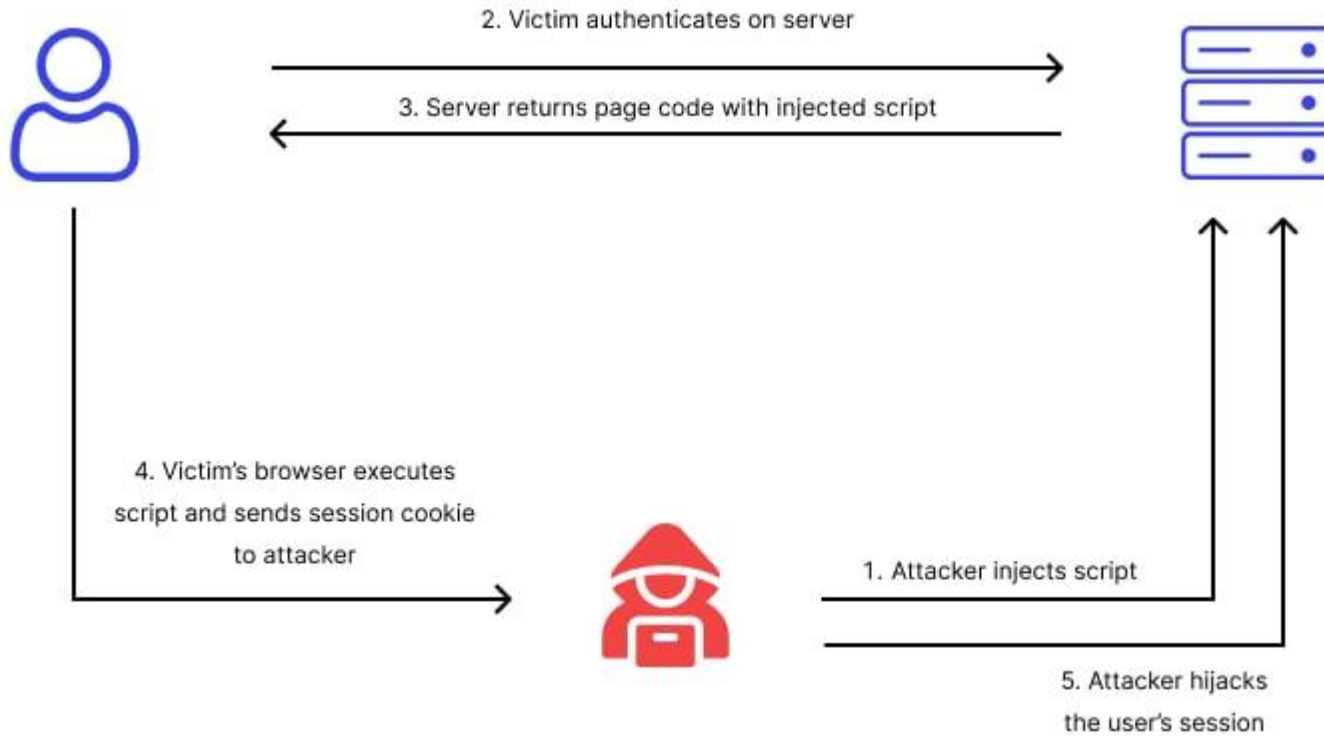 2. Victim authenticates on server
3. Server returns page code with injected script
4. Victim's browser executes
script and sends session cookie
to attacker
1. Attacker injects script
5. Attacker hijacks
the user's session